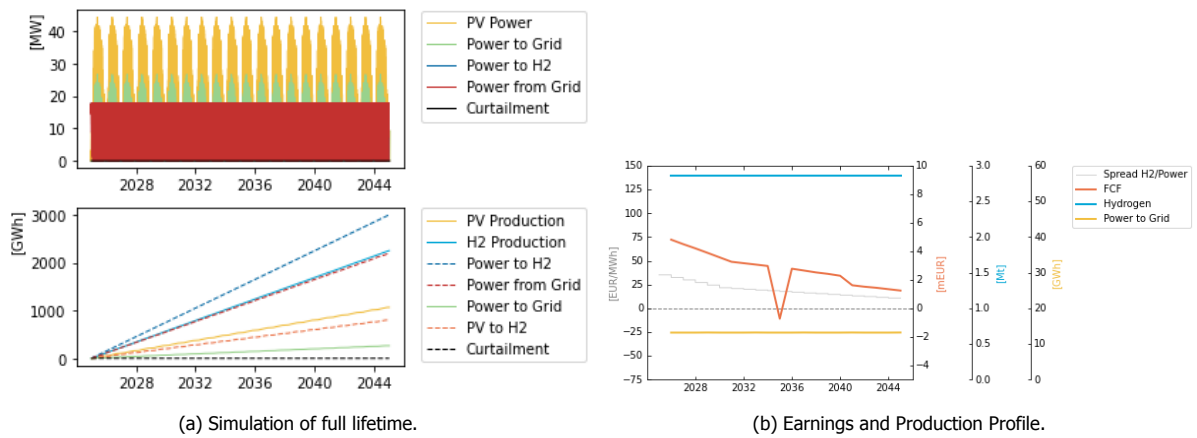 [MW]
40
30
20
10
0
2028 2032 2036 2040 2044
PV Power
Power to Grid
Power to H2
Power from Grid
Curtailment
[GWh]
3000
2000
1000
0
2028 2032 2036 2040 2044
PV Production
H2 Production
Power to H2
Power from Grid
Power to Grid
PV to H2
Curtailment
(a) Simulation of full lifetime.
[EUR/MWh]
150
125
100
75
50
25
0
−25
−50
−75
2028 2032 2036 2040 2044
[mEUR]
10
8
6
4
2
0
−2
−4
[Mt]
3.0
2.5
2.0
1.5
1.0
0.5
0.0
[GWh]
60
50
40
30
20
10
0
Spread H2/Power
FCF
Hydrogen
Power to Grid
(b) Earnings and Production Profile.